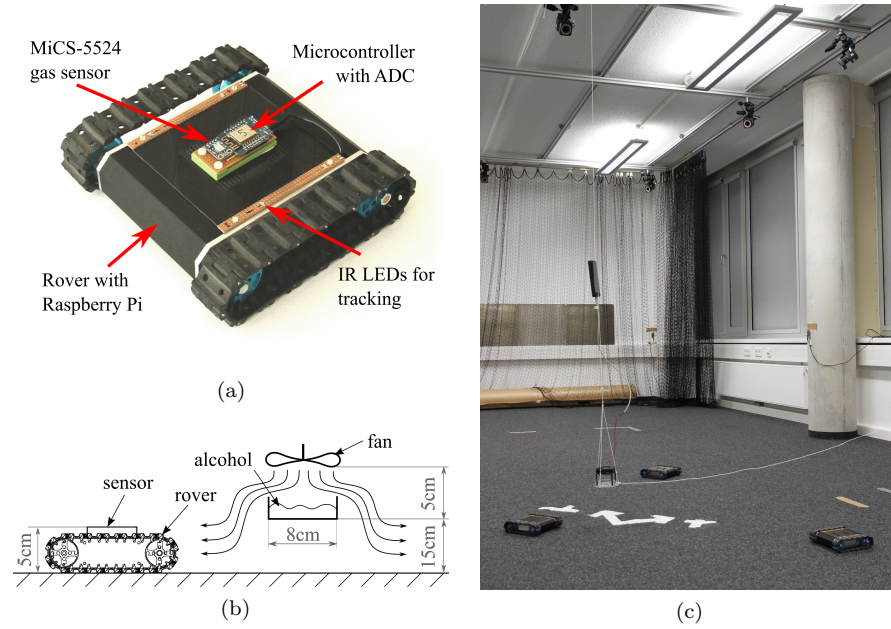 MiCS-5524
gas sensor
Microcontroller
with ADC
Rover with
Raspberry Pi
IR LEDs for
tracking
(a)
fan
alcohol
sensor
rover
5cm
5cm
8cm
15cm
(b)
(c)